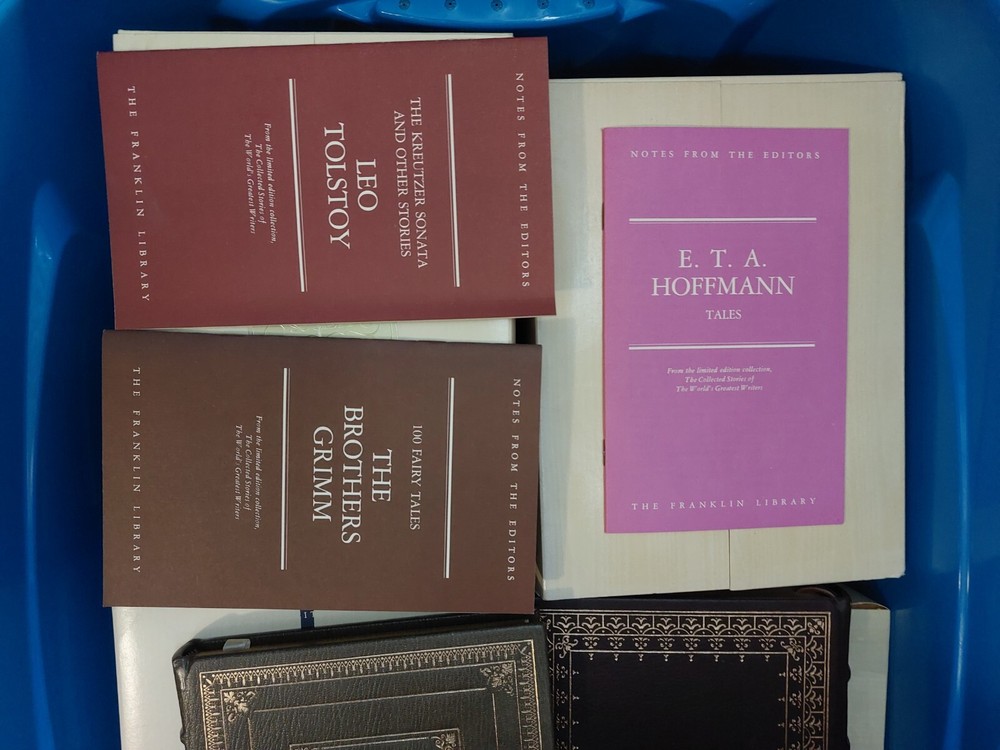 NOTES FROM THE EDITORS
THE KREUTZER SONATA
AND OTHER STORIES
LEO
TOLSTOY
From the limited edition collection,
The Collected Stories of
The World's Greatest Writers
THE FRANKLIN LIBRARY
NOTES FROM THE EDITORS
E. T. A.
HOFFMANN
TALES
From the limited edition collection,
The Collected Stories of
The World's Greatest Writers
THE FRANKLIN LIBRARY
NOTES FROM THE EDITORS
100 FAIRY TALES
THE
BROTHERS
GRIMM
From the limited edition collection,
The Collected Stories of
The World's Greatest Writers
THE FRANKLIN LIBRARY